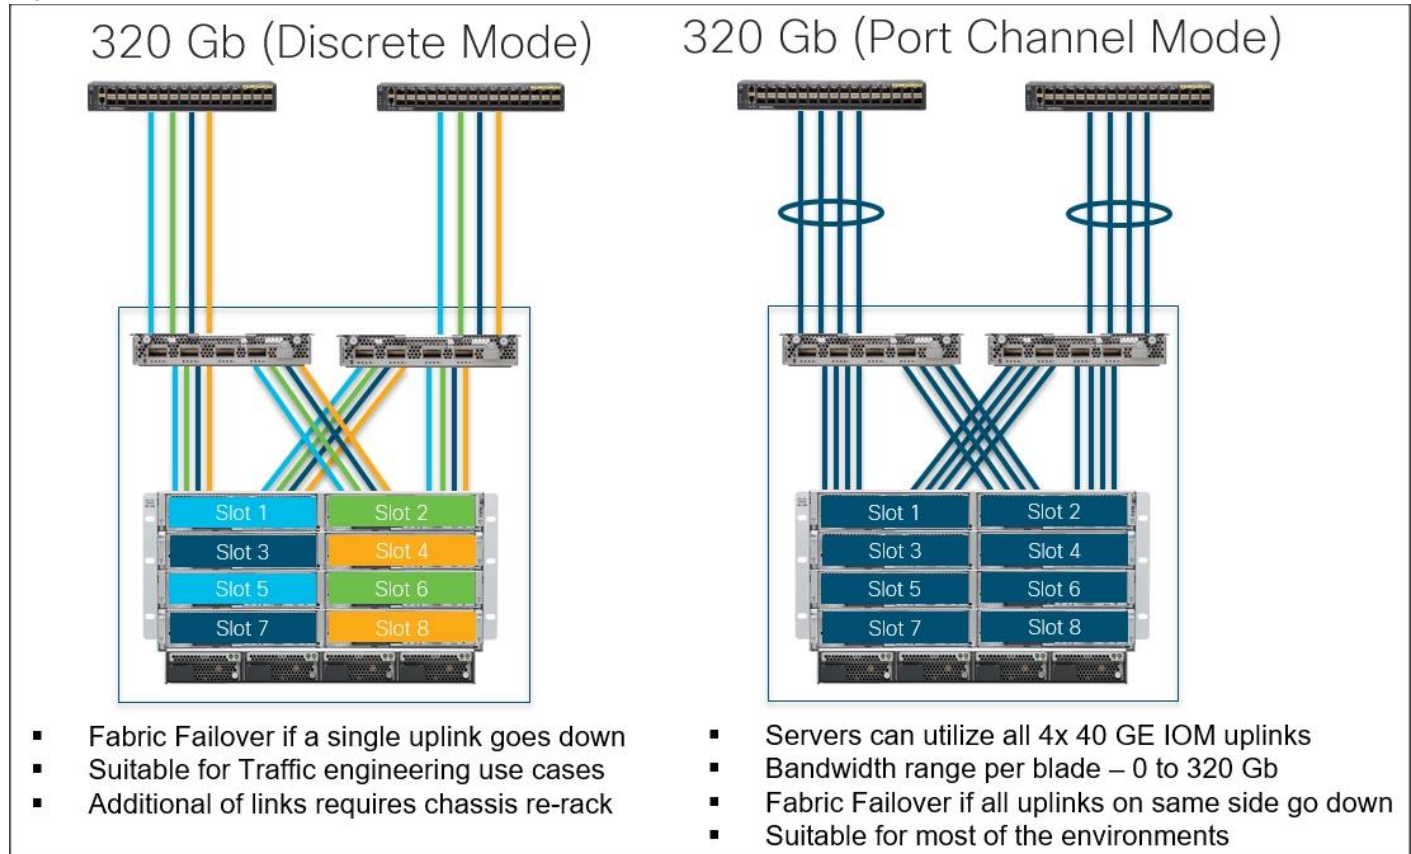 320 Gb (Discrete Mode)
Slot 1
Slot 2
Slot 3
Slot 4
Slot 5
Slot 6
Slot 7
Slot 8
▪ Fabric Failover if a single uplink goes down
▪ Suitable for Traffic engineering use cases
▪ Additional of links requires chassis re-rack
320 Gb (Port Channel Mode)
Slot 1
Slot 2
Slot 3
Slot 4
Slot 5
Slot 6
Slot 7
Slot 8
▪ Servers can utilize all 4x 40 GE IOM uplinks
▪ Bandwidth range per blade – 0 to 320 Gb
▪ Fabric Failover if all uplinks on same side go down
▪ Suitable for most of the environments